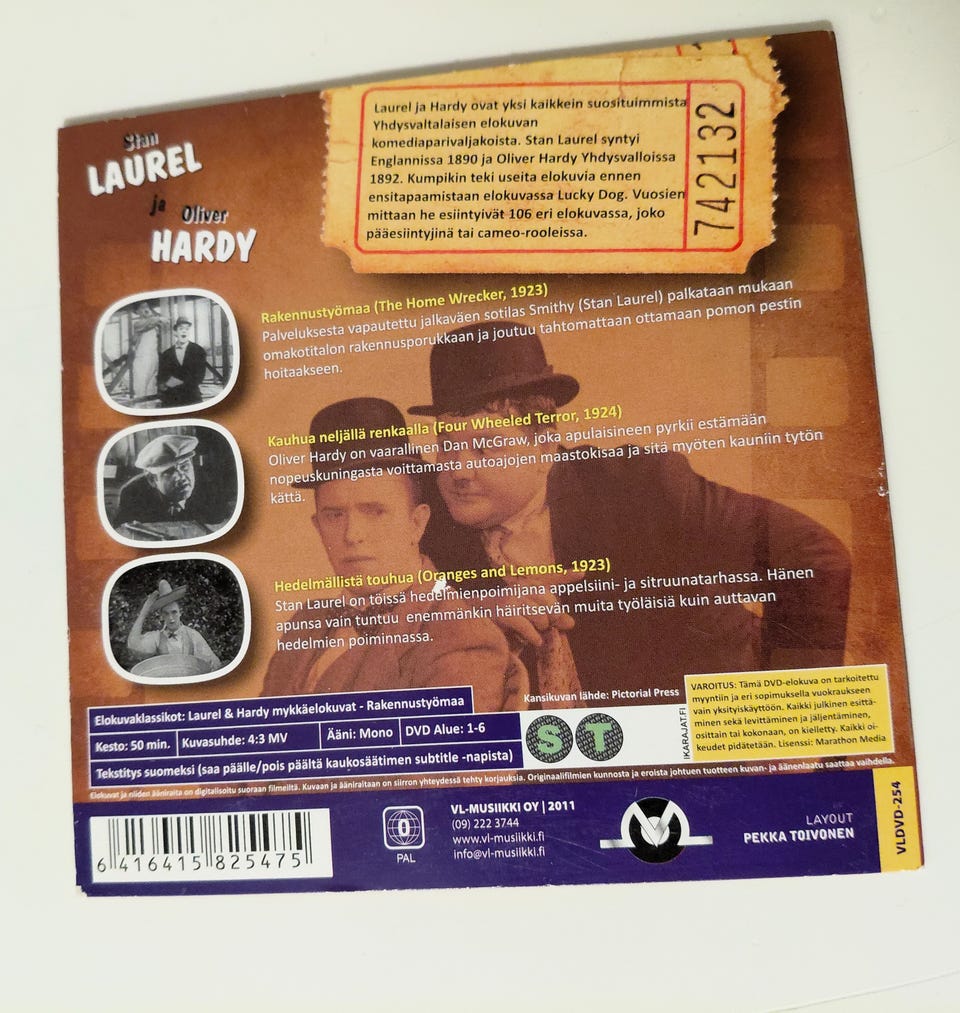 Stan
LAUREL
ja Oliver
HARDY
Laurel ja Hardy ovat yksi kaikkein suosituimmista
Yhdysvaltalaisen elokuvan
komediaparivaljakoista. Stan Laurel syntyi
Englannissa 1890 ja Oliver Hardy Yhdysvalloissa
1892. Kumpikin teki useita elokuvia ennen
ensitapaamistaan elokuvassa Lucky Dog. Vuosien
mittaan he esiintyivät 106 eri elokuvassa, joko
pääesiintyjinä tai cameo-rooleissa.
742132
Rakennustyömaa (The Home Wrecker, 1923)
Palveluksesta vapautettu jalkaväen sotilas Smithy (Stan Laurel) palkataan mukaan
omakotitalon rakennusporukkaan ja joutuu tahtomattaan ottamaan pomon pestin
hoitaakseen.
Kauhua neljällä renkaalla (Four Wheeled Terror, 1924)
Oliver Hardy on vaarallinen Dan McGraw, joka apulaisineen pyrkii estämään
nopeuskuningasta voittamasta autoajojen maastokisaa ja sitä myöten kauniin tytön
kättä.
Hedelmällistä touhua (Oranges and Lemons, 1923)
Stan Laurel on töissä hedelmienpoimijana appelsiini- ja sitruunatarhassa. Hänen
apunsa vain tuntuu enemmänkin häiritsevän muita työläisiä kuin auttavan
hedelmien poiminnassa.
Kansikuvan lähde: Pictorial Press
Elokuvaklassikot: Laurel & Hardy mykkäelokuvat - Rakennustyömaa
Kesto: 50 min. Kuvasuhde: 4:3 MV Ääni: Mono DVD Alue: 1-6
Tekstitys suomeksi (saa päälle/pois päältä kaukosäätimen subtitle -napista)
S T
IKARAJAT.FI
VAROITUS: Tämä DVD-elokuva on tarkoitettu
myyntiin ja eri sopimuksella vuokraukseen
vain yksityiskäyttöön. Kaikki julkinen esittä-
minen sekä levittäminen ja jäljentäminen,
osittain tai kokonaan, on kielletty. Kaikki oi-
keudet pidätetään. Lisenssi: Marathon Media
Elokuvat ja niiden ääniraita on digitalisoitu suoraan filmeiltä. Kuvaan ja ääniraitaan on siirron yhteydessä tehty korjauksia. Originaalifilmien kunnosta ja eroista johtuen tuotteen kuvan- ja äänenlaatu saattaa vaihdella.
6 416415 825475
0
PAL
VL-MUSIIKKI OY | 2011
(09) 222 3744
www.vl-musiikki.fi
info@vl-musiikki.fi
LAYOUT
PEKKA TOIVONEN
VLDVD-254